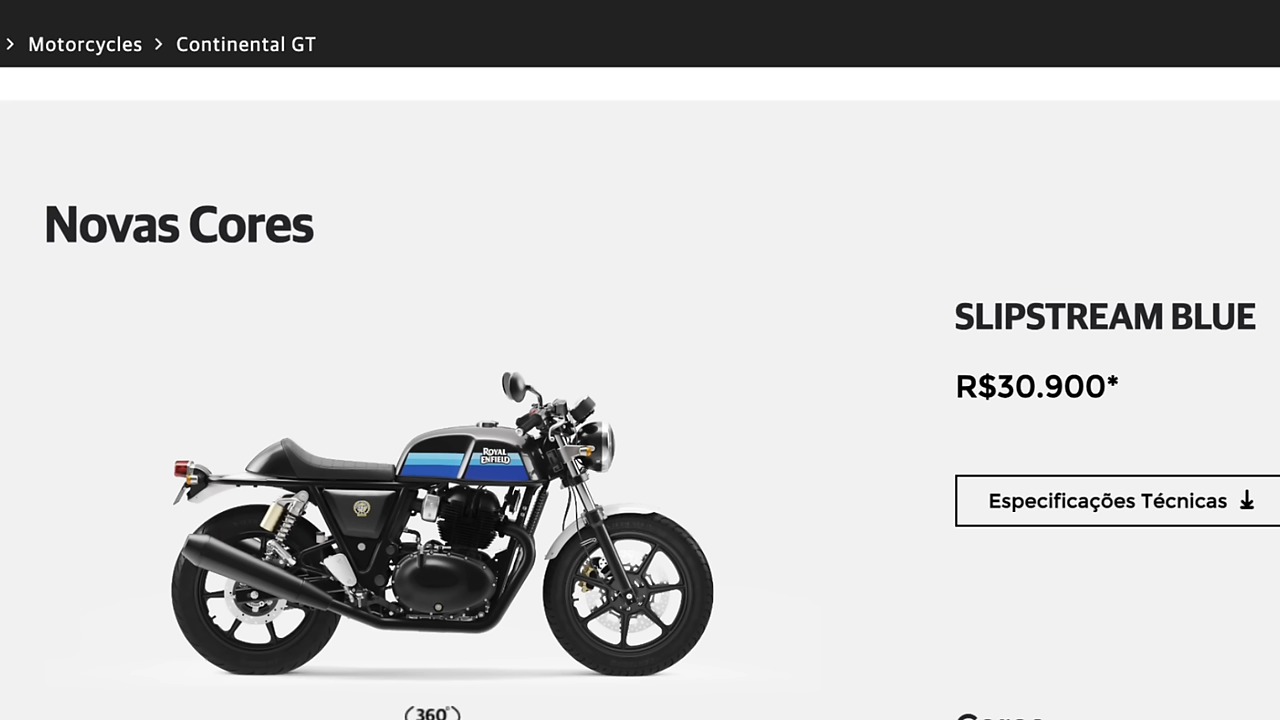 > Motorcycles > Continental GT
Novas Cores
SLIPSTREAM BLUE
R$30.900*
ROYAL
ENFIELD
Especificações Técnicas
360°